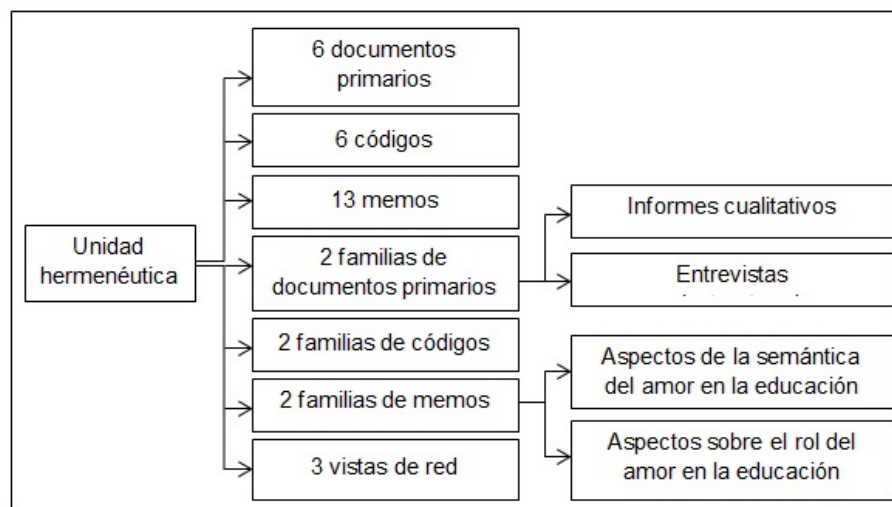 Unidad
hermenéutica
6 documentos
primarios
6 códigos
13 memos
2 familias de
documentos primarios
2 familias de códigos
2 familias de memos
3 vistas de red
Informes cualitativos
Entrevistas
Aspectos de la semántica
del amor en la educación
Aspectos sobre el rol del
amor en la educación